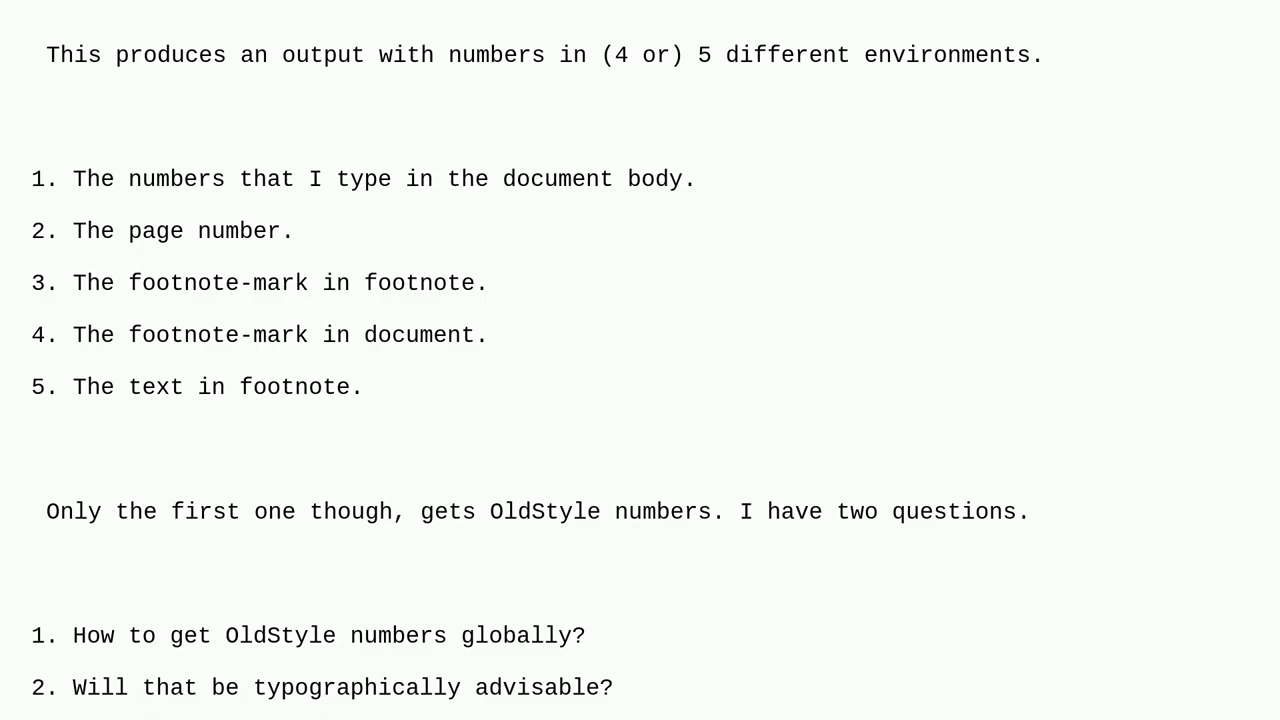 This produces an output with numbers in (4 or) 5 different environments.
1. The numbers that I type in the document body.
2. The page number.
3. The footnote-mark in footnote.
4. The footnote-mark in document.
5. The text in footnote.
Only the first one though, gets OldStyle numbers. I have two questions.
1. How to get OldStyle numbers globally?
2. Will that be typographically advisable?